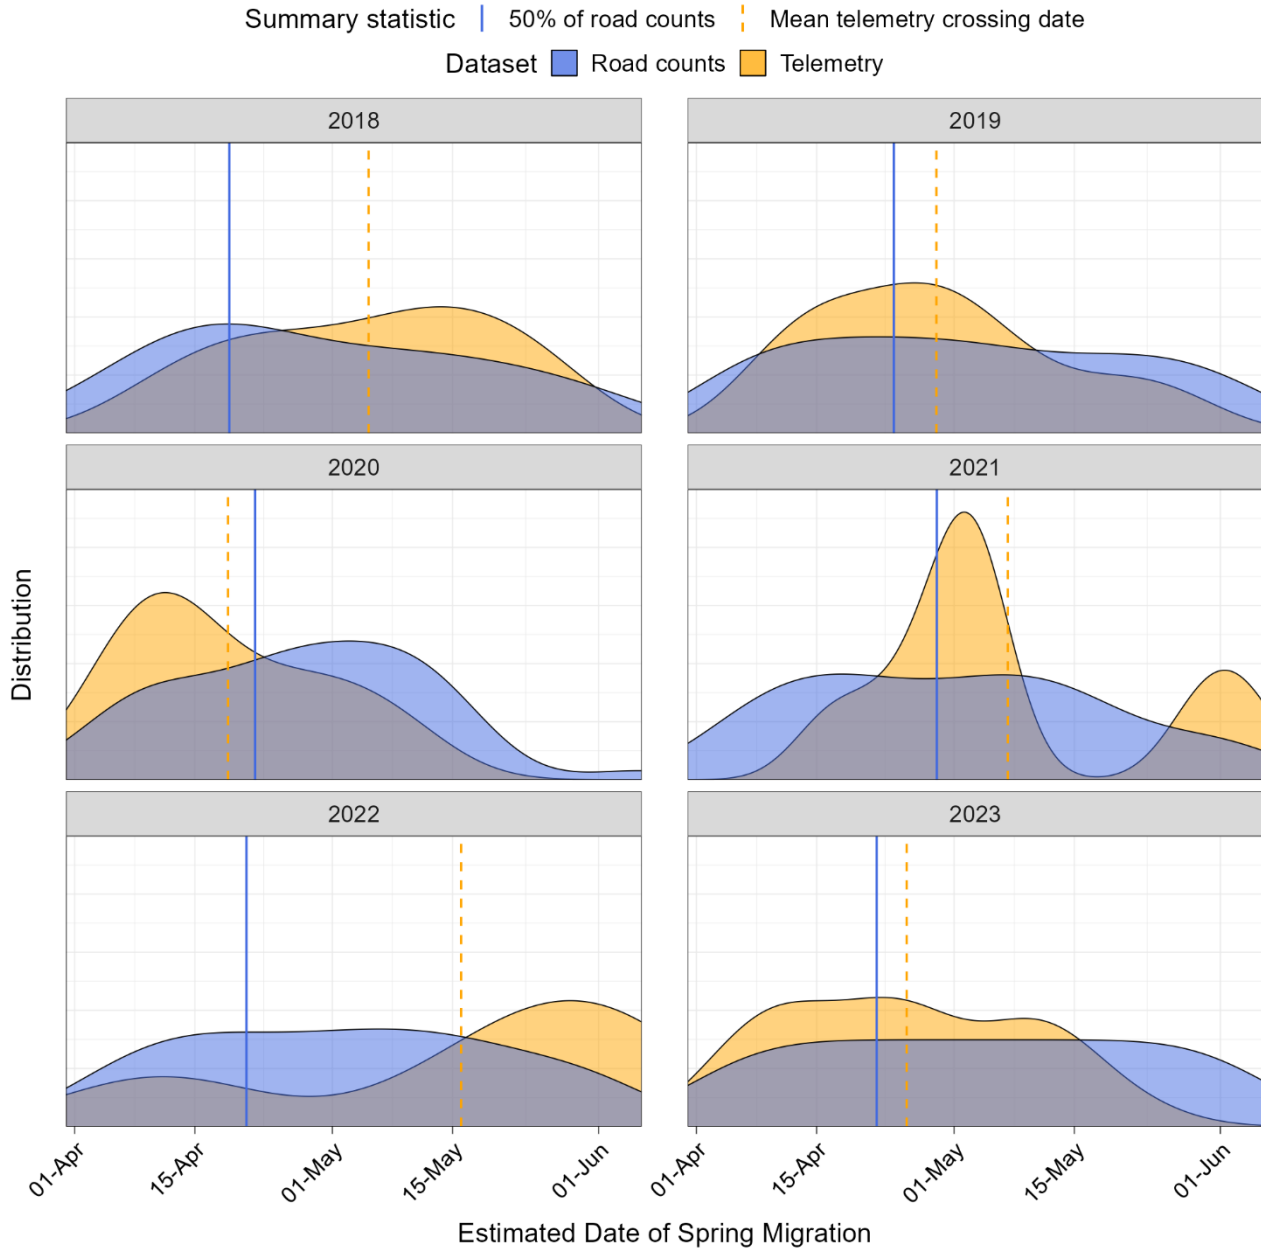 Summary statistic 50% of road counts Mean telemetry crossing date
Dataset Road counts Telemetry
2018 2019
2020 2021
2022 2023
Distribution
01-Apr 15-Apr 01-May 15-May 01-Jun 01-Apr 15-Apr 01-May 15-May 01-Jun
Estimated Date of Spring Migration